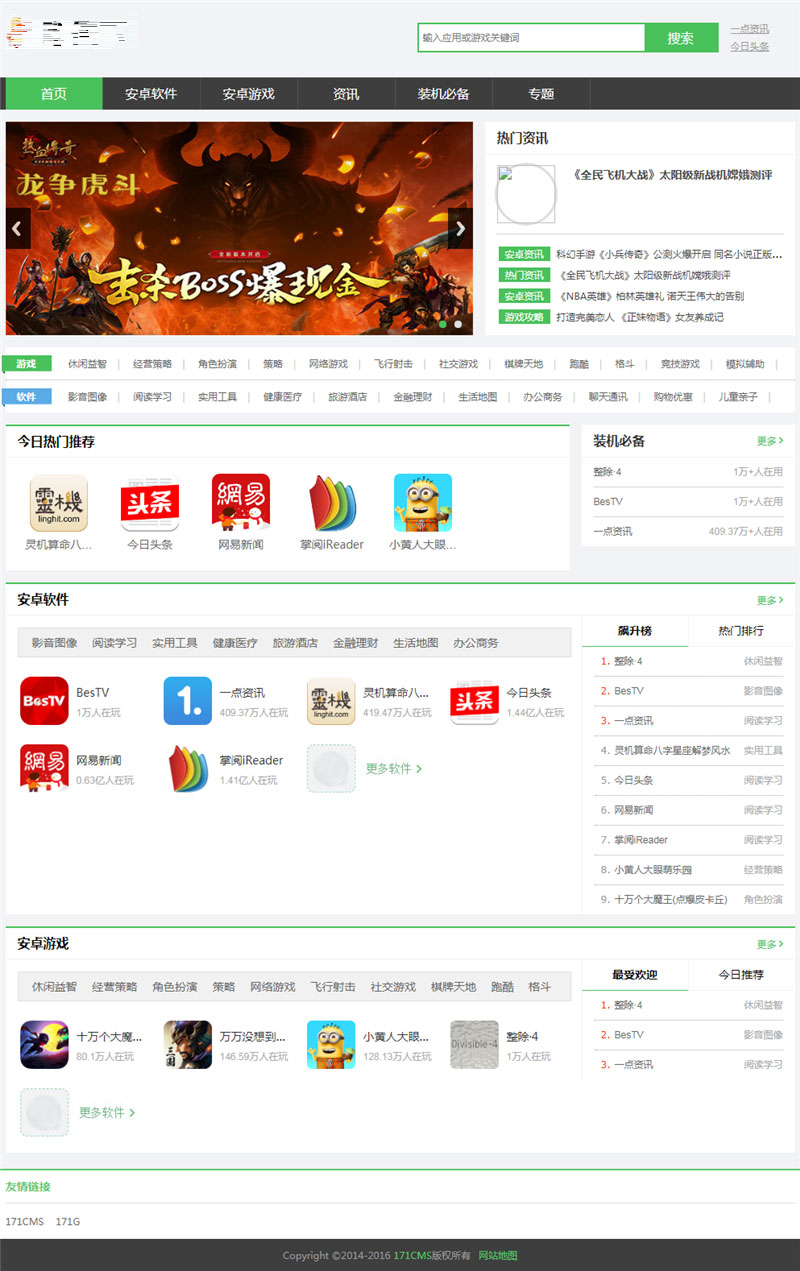 输入应用或游戏关键词 搜索 一点资讯
今日头条
首页 安卓软件 安卓游戏 资讯 装机必备 专题
热血传奇
龙争虎斗
全新版本开启
击杀BOSS爆现金
热门资讯
《全民飞机大战》太阳级新战机嫦娥测评
安卓资讯 科幻手游《小兵传奇》公测火爆开启 同名小说正版...
热门资讯 《全民飞机大战》太阳级新战机嫦娥测评
安卓资讯 《NBA英雄》柏林英雄礼 诺天王伟大的告别
游戏攻略 打造完美恋人 《正妹物语》女友养成记
游戏 休闲益智 | 经营策略 | 角色扮演 | 策略 | 网络游戏 | 飞行射击 | 社交游戏 | 棋牌天地 | 跑酷 | 格斗 | 竞技游戏 | 模拟辅助 |
软件 影音图像 | 阅读学习 | 实用工具 | 健康医疗 | 旅游酒店 | 金融理财 | 生活地图 | 办公商务 | 聊天通讯 | 购物优惠 | 儿童亲子 |
今日热门推荐
靈機 linghit.com 头条 網易
灵机算命八... 今日头条 网易新闻 掌阅iReader 小黄人大眼...
装机必备 更多 >
整除·4 1万+人在用
BesTV 1万+人在用
一点资讯 409.37万+人在用
安卓软件 更多 >
影音图像 阅读学习 实用工具 健康医疗 旅游酒店 金融理财 生活地图 办公商务
BesTV BesTV 1. 一点资讯 靈機 linghit.com 灵机算命八... 头条 今日头条
1万人在玩 409.37万人在玩 419.47万人在玩 1.44亿人在玩
網易 网易新闻 掌阅iReader 更多软件 >
0.63亿人在玩 1.41亿人在玩
飙升榜 热门排行
1. 整除·4 休闲益智
2. BesTV 影音图像
3. 一点资讯 阅读学习
4. 灵机算命八字星座解梦风水 实用工具
5. 今日头条 阅读学习
6. 网易新闻 阅读学习
7. 掌阅iReader 阅读学习
8. 小黄人大眼萌乐园 经营策略
9. 十万个大魔王(点爆皮卡丘) 角色扮演
安卓游戏 更多 >
休闲益智 经营策略 角色扮演 策略 网络游戏 飞行射击 社交游戏 棋牌天地 跑酷 格斗
十万个大魔... 三国 万万没想到... 小黄人大眼... Divisible-4 整除·4
80.1万人在玩 146.59万人在玩 128.13万人在玩 1万人在玩
更多软件 >
最受欢迎 今日推荐
1. 整除·4 休闲益智
2. BesTV 影音图像
3. 一点资讯 阅读学习
友情链接
171CMS 171G
Copyright ©2014-2016 171CMS版权所有 网站地图